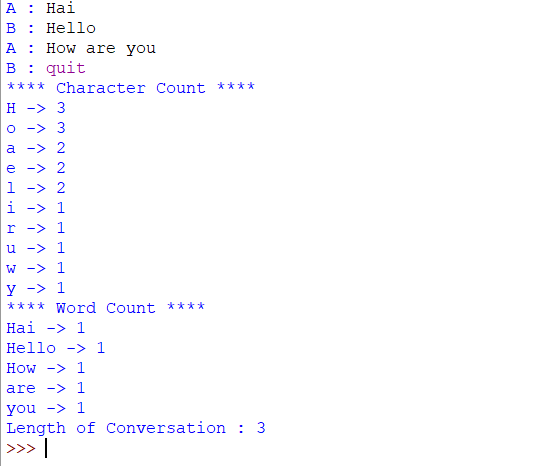 A : Hai
B : Hello
A : How are you
B : quit
**** Character Count ****
H -> 3
o -> 3
a -> 2
e -> 2
l -> 2
i -> 1
r -> 1
u -> 1
w -> 1
y -> 1
**** Word Count ****
Hai -> 1
Hello -> 1
How -> 1
are -> 1
you -> 1
Length of Conversation : 3
>>>